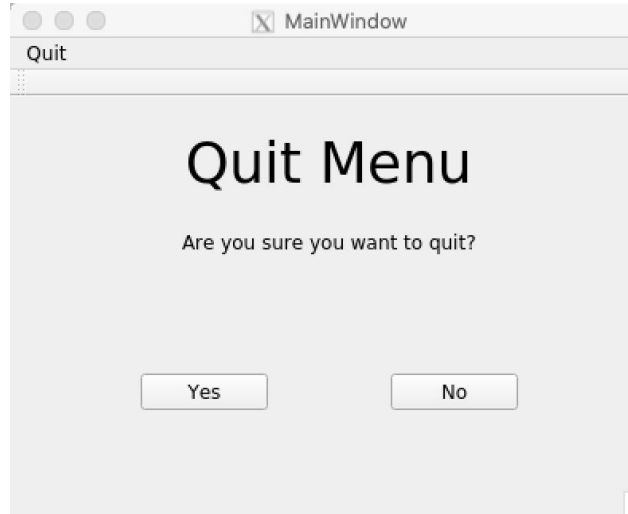 MainWindow
Quit
Quit Menu
Are you sure you want to quit?
Yes No